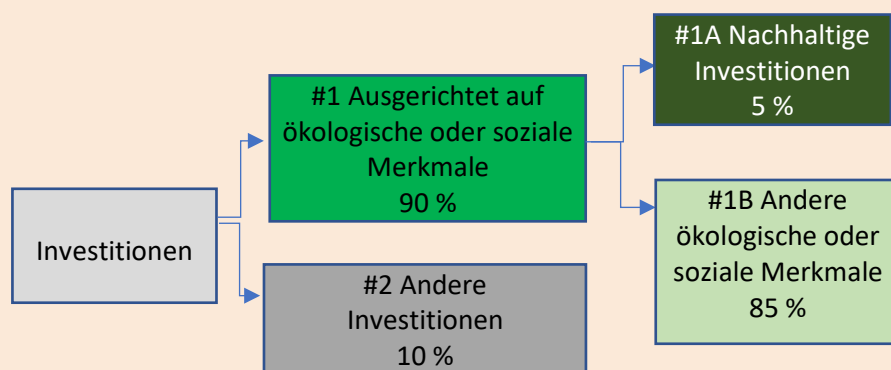 Investitionen
#1 Ausgerichtet auf
ökologische oder soziale
Merkmale
90 %
#2 Andere
Investitionen
10 %
#1A Nachhaltige
Investitionen
5 %
#1B Andere
ökologische oder
soziale Merkmale
85 %